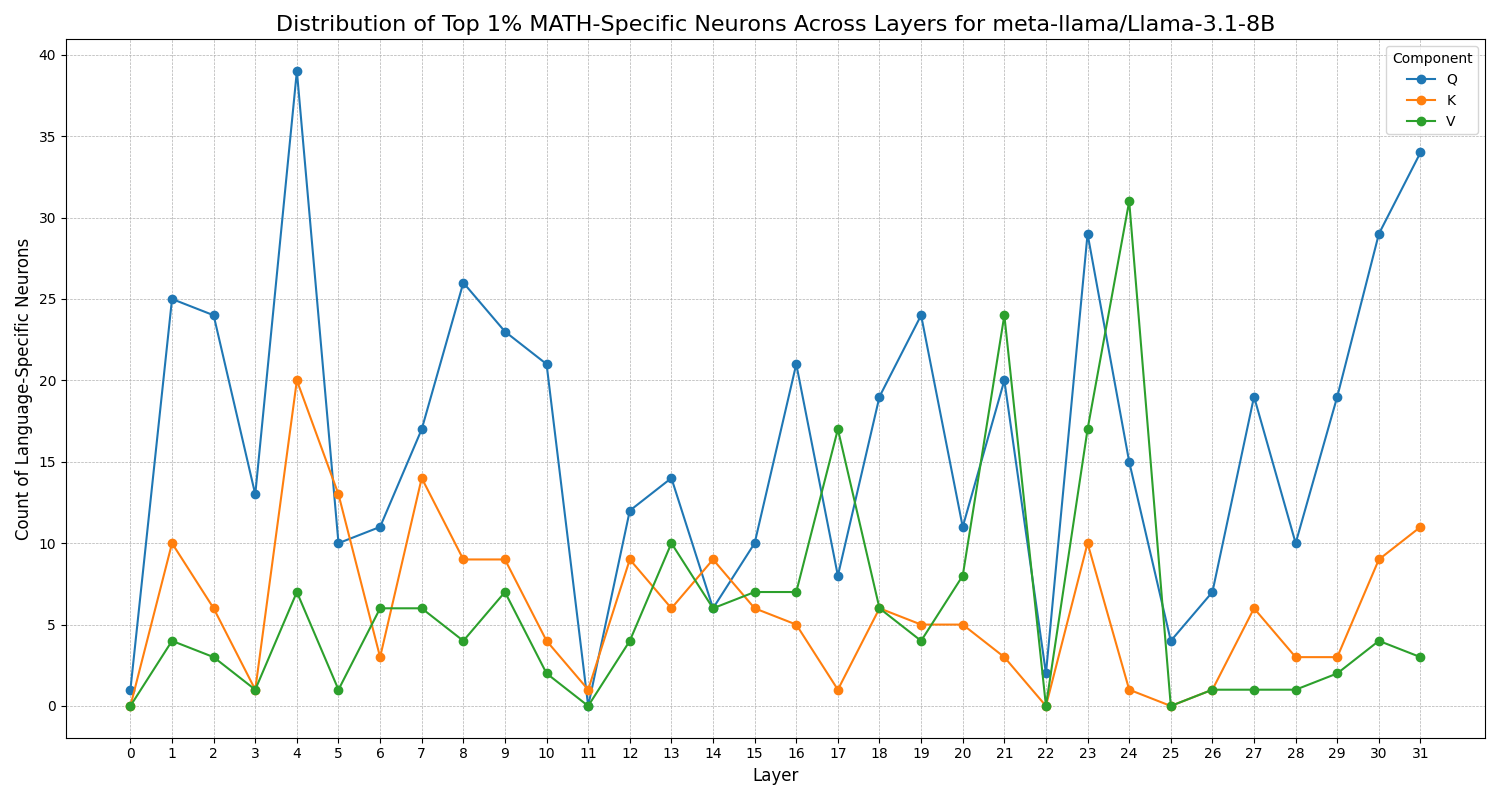 Distribution of Top 1% MATH-Specific Neurons Across Layers for meta-llama/Llama-3.1-8B
Component
Q
K
V
Count of Language-Specific Neurons
40
35
30
25
20
15
10
5
0
0 1 2 3 4 5 6 7 8 9 10 11 12 13 14 15 16 17 18 19 20 21 22 23 24 25 26 27 28 29 30 31
Layer